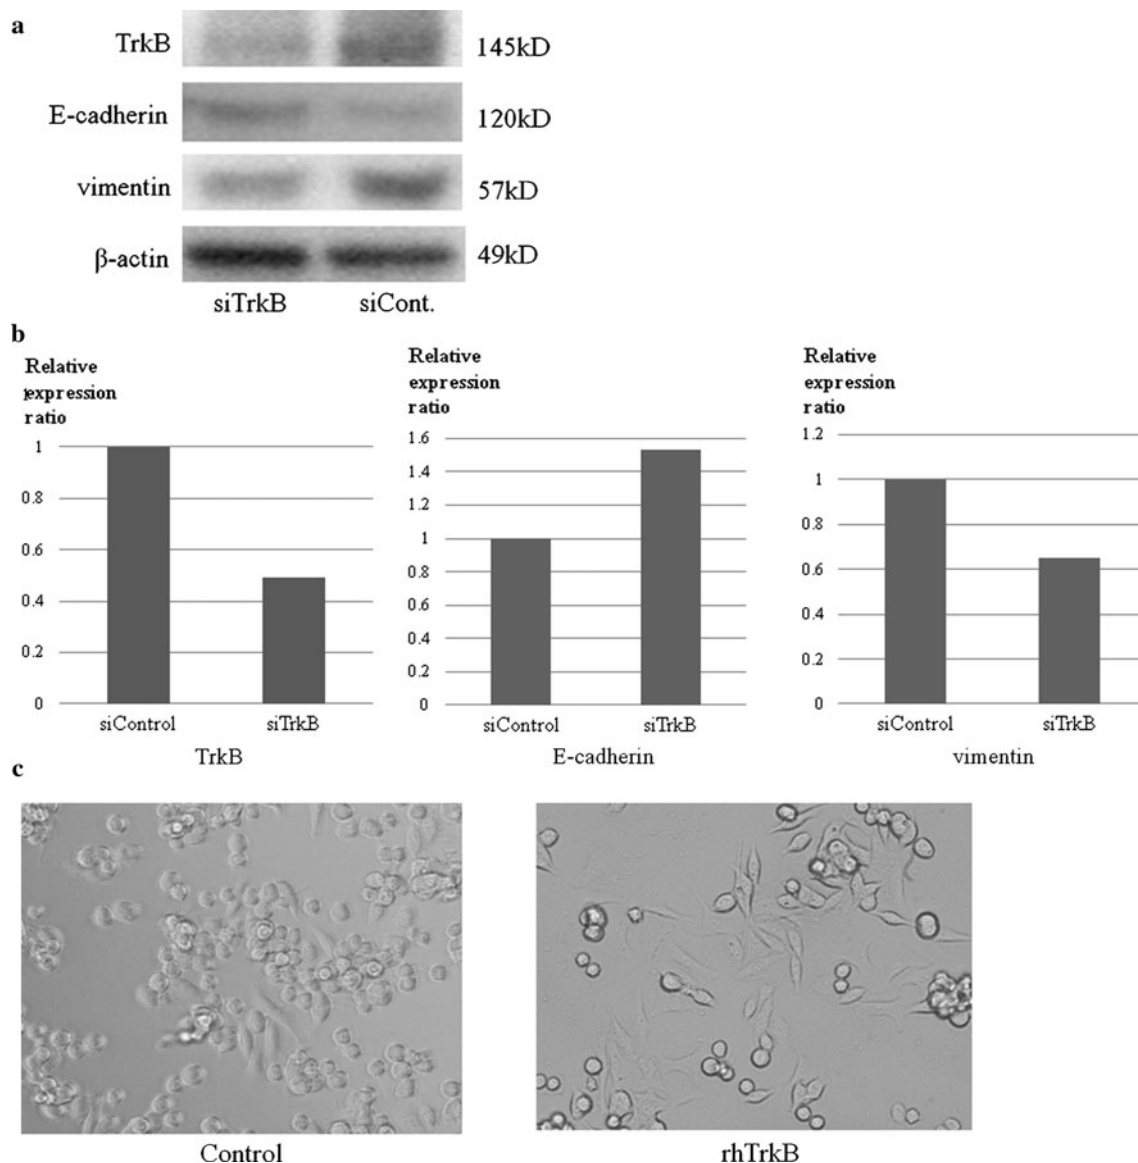 a
TrkB 145kD
E-cadherin 120kD
vimentin 57kD
β-actin 49kD
siTrkB siCont.
b
Relative
expression
ratio
1
0.8
0.6
0.4
0.2
0
siControl siTrkB
TrkB
Relative
expression
ratio
1.6
1.4
1.2
1
0.8
0.6
0.4
0.2
0
siControl siTrkB
E-cadherin
Relative
expression
ratio
1.2
1
0.8
0.6
0.4
0.2
0
siControl siTrkB
vimentin
c
Control
rhTrkB